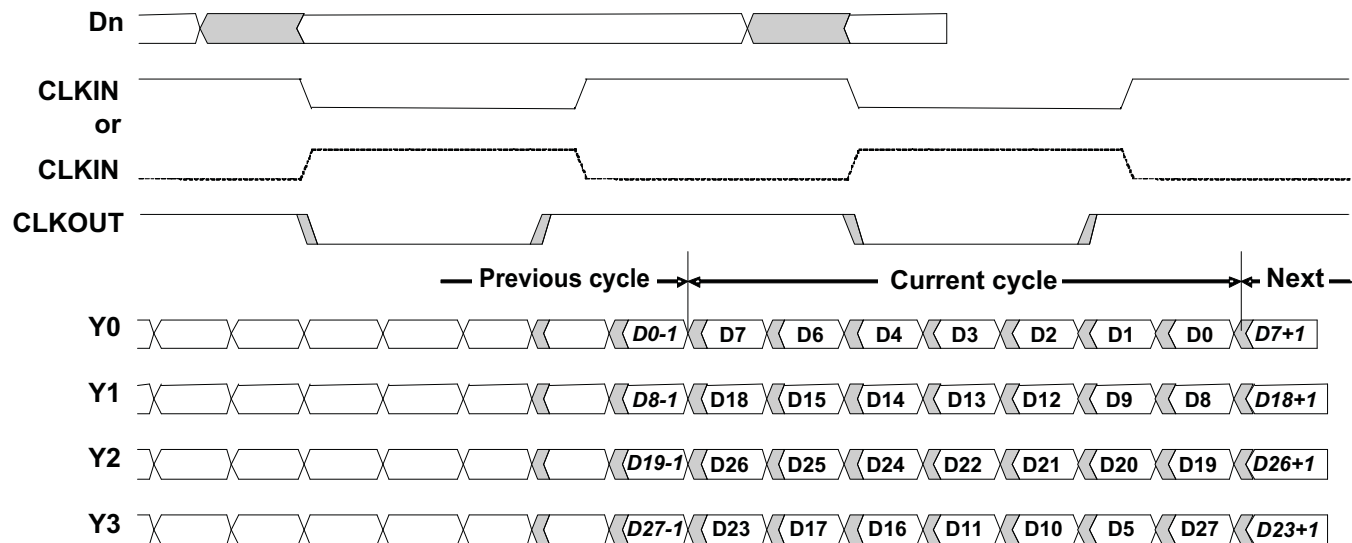 Dn
CLKIN
or
CLKIN
CLKOUT
Previous cycle Current cycle Next
Y0 D0-1 D7 D6 D4 D3 D2 D1 D0 D7+1
Y1 D8-1 D18 D15 D14 D13 D12 D9 D8 D18+1
Y2 D19-1 D26 D25 D24 D22 D21 D20 D19 D26+1
Y3 D27-1 D23 D17 D16 D11 D10 D5 D27 D23+1